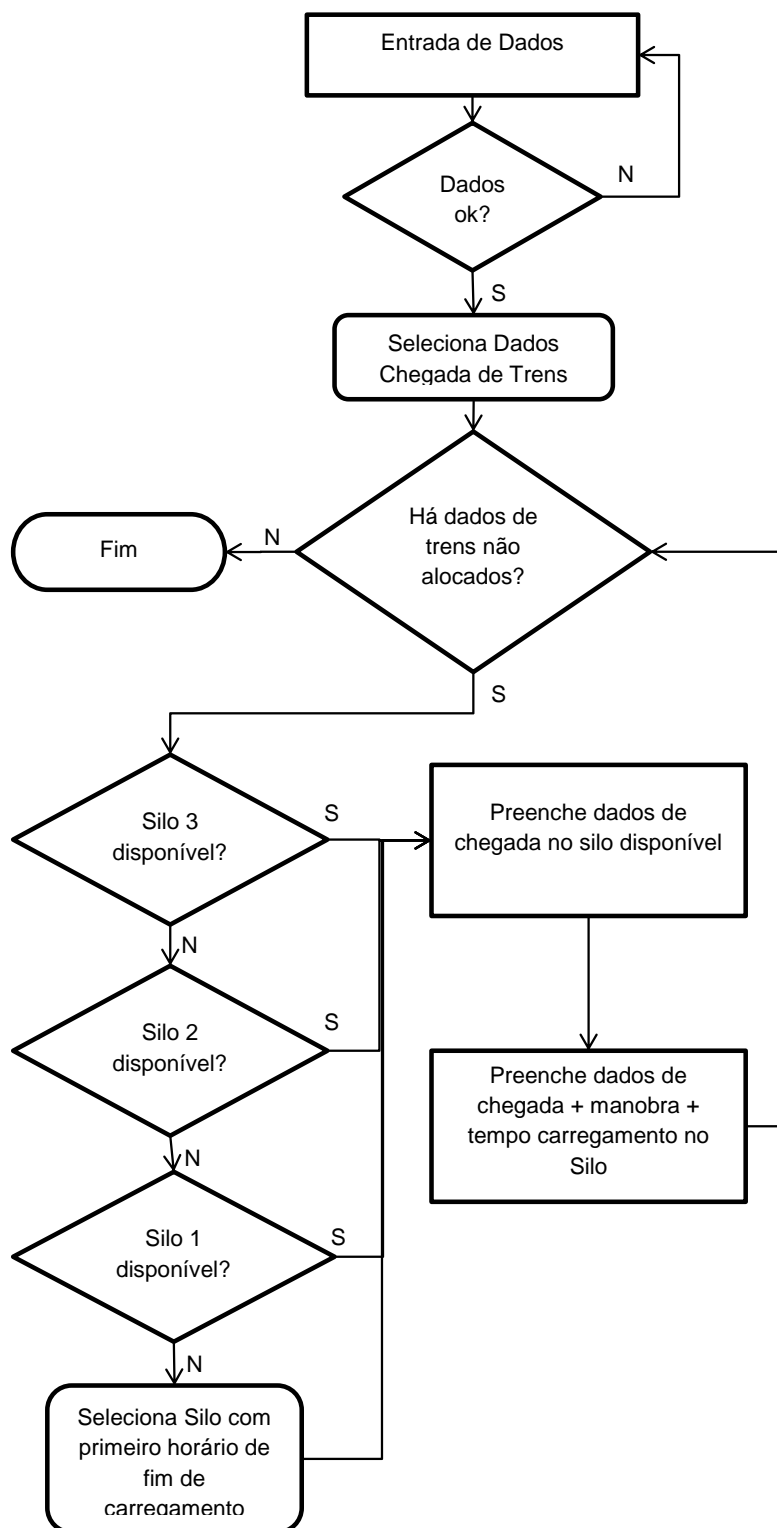 Entrada de Dados
Dados
ok?
N
S
Seleciona Dados
Chegada de Trens
Há dados de
trens não
alocados?
N
Fim
S
Silo 3
disponível?
S
N
Preenche dados de
chegada no silo disponível
Silo 2
disponível?
S
N
Preenche dados de
chegada + manobra +
tempo carregamento no
Silo
Silo 1
disponível?
S
N
Seleciona Silo com
primeiro horário de
fim de
carregamento